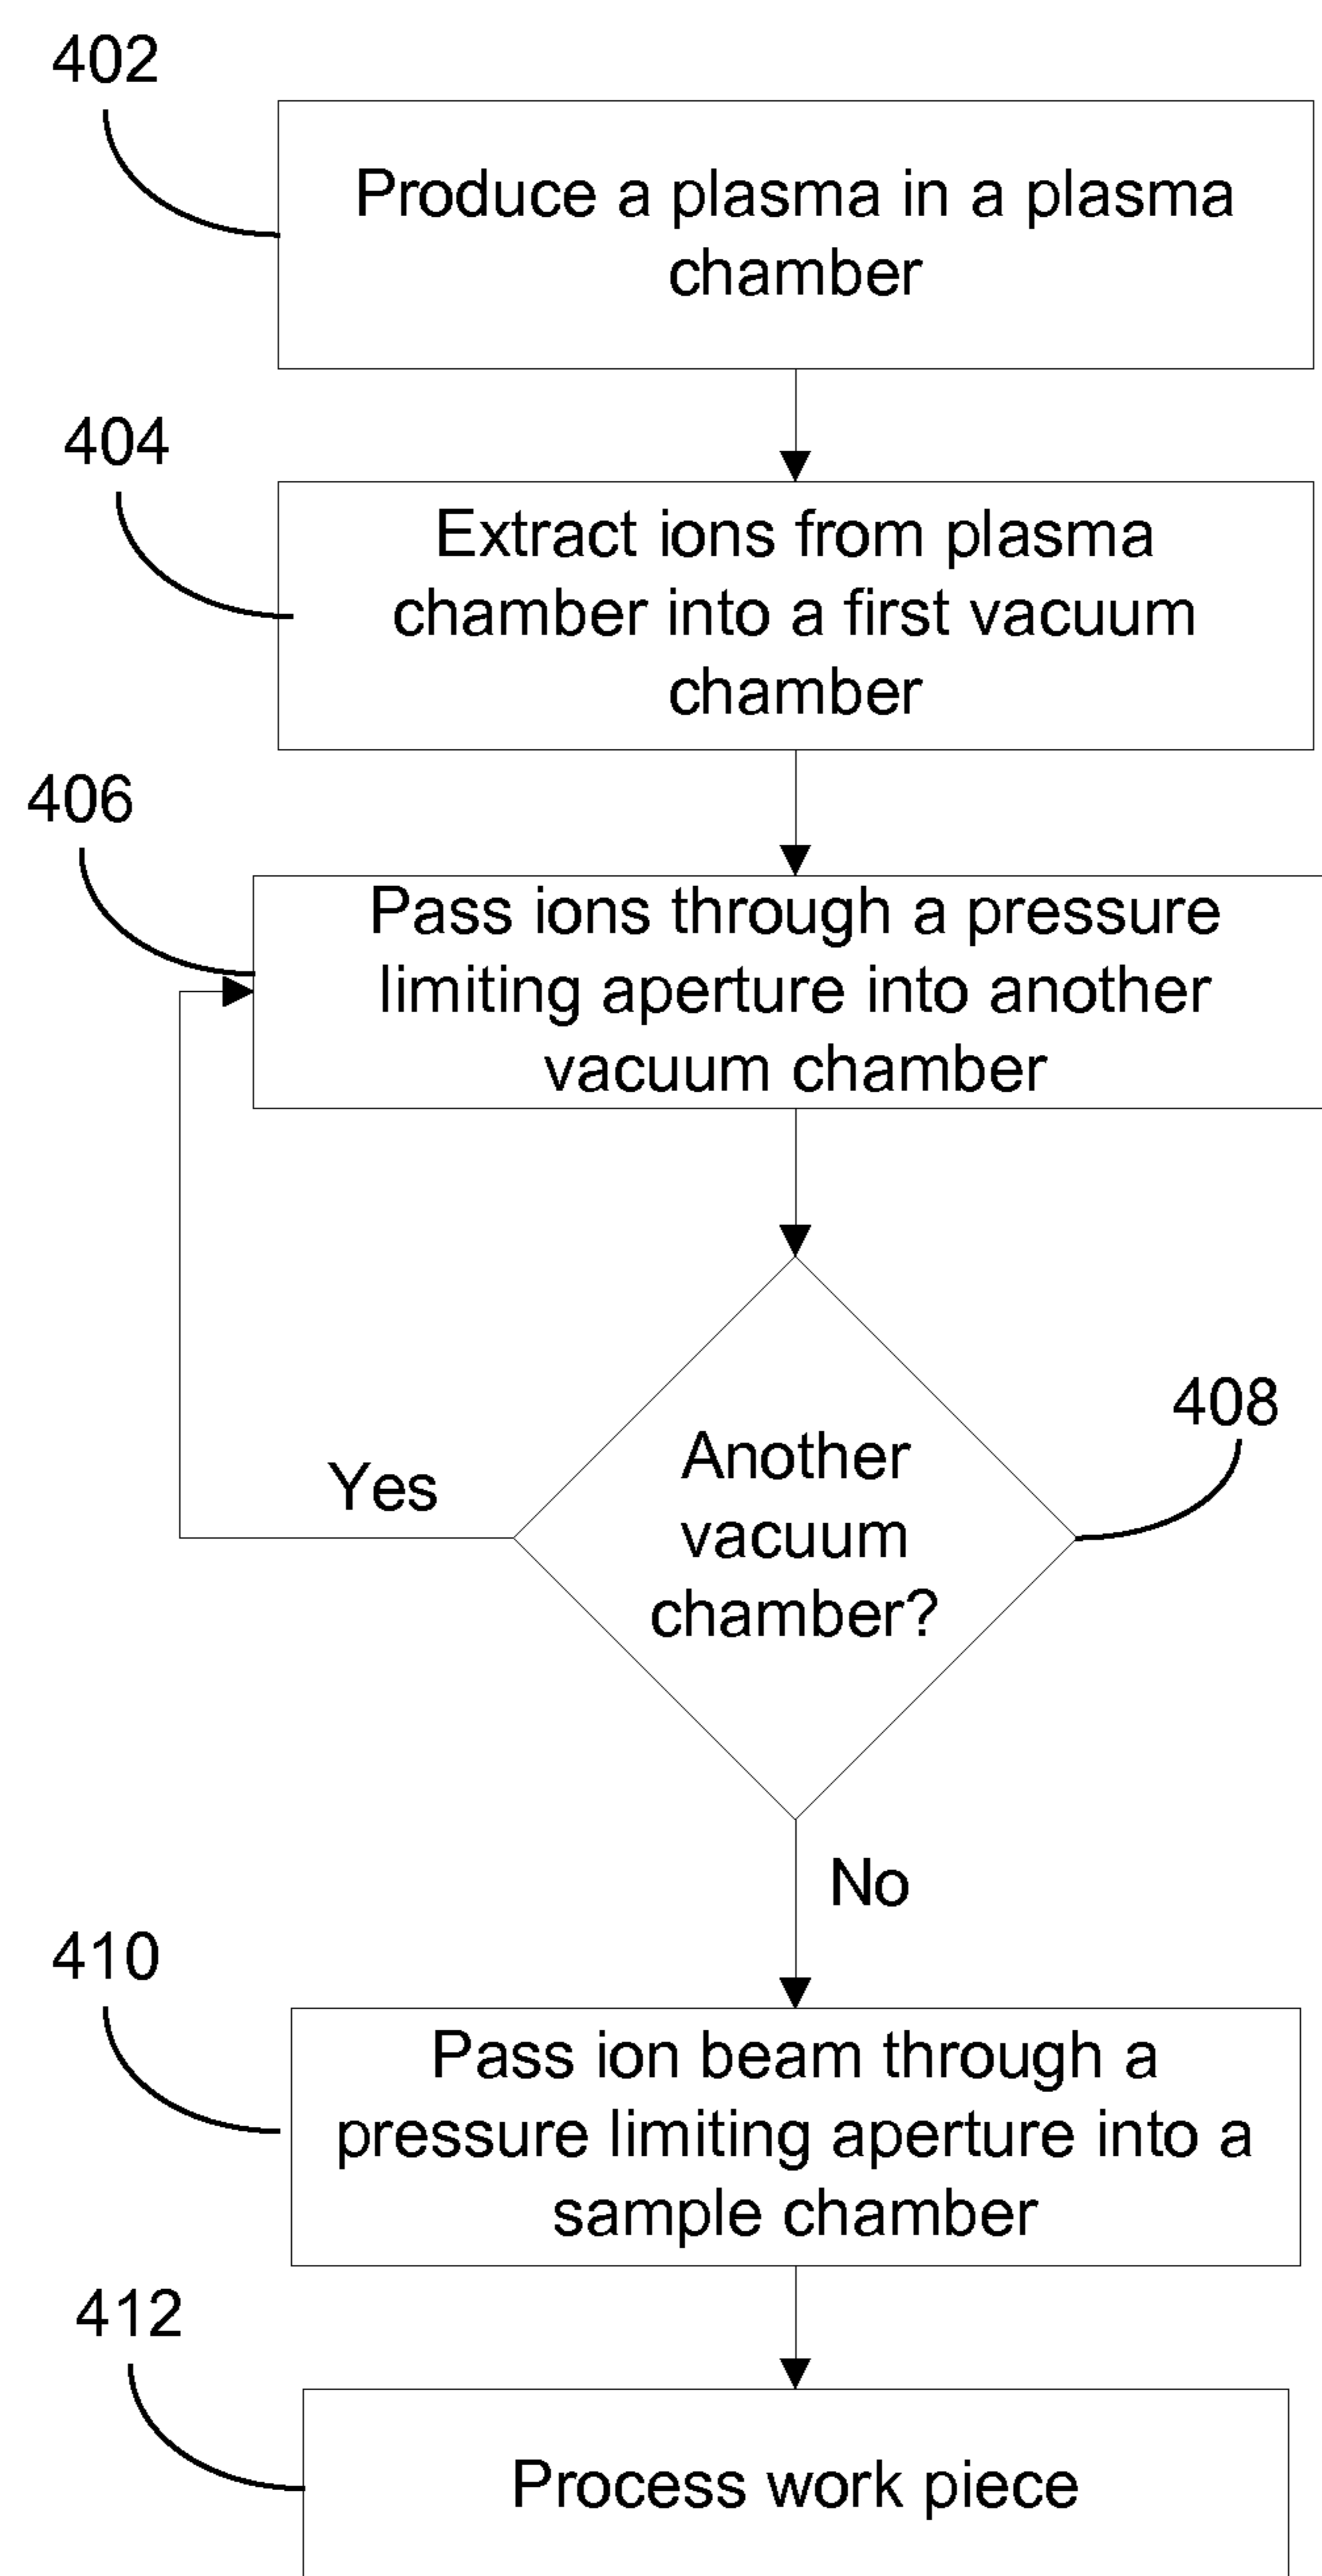 402
Produce a plasma in a plasma
chamber
404
Extract ions from plasma
chamber into a first vacuum
chamber
406
Pass ions through a pressure
limiting aperture into another
vacuum chamber
408
Another
vacuum
chamber?
Yes
No
410
Pass ion beam through a
pressure limiting aperture into a
sample chamber
412
Process work piece